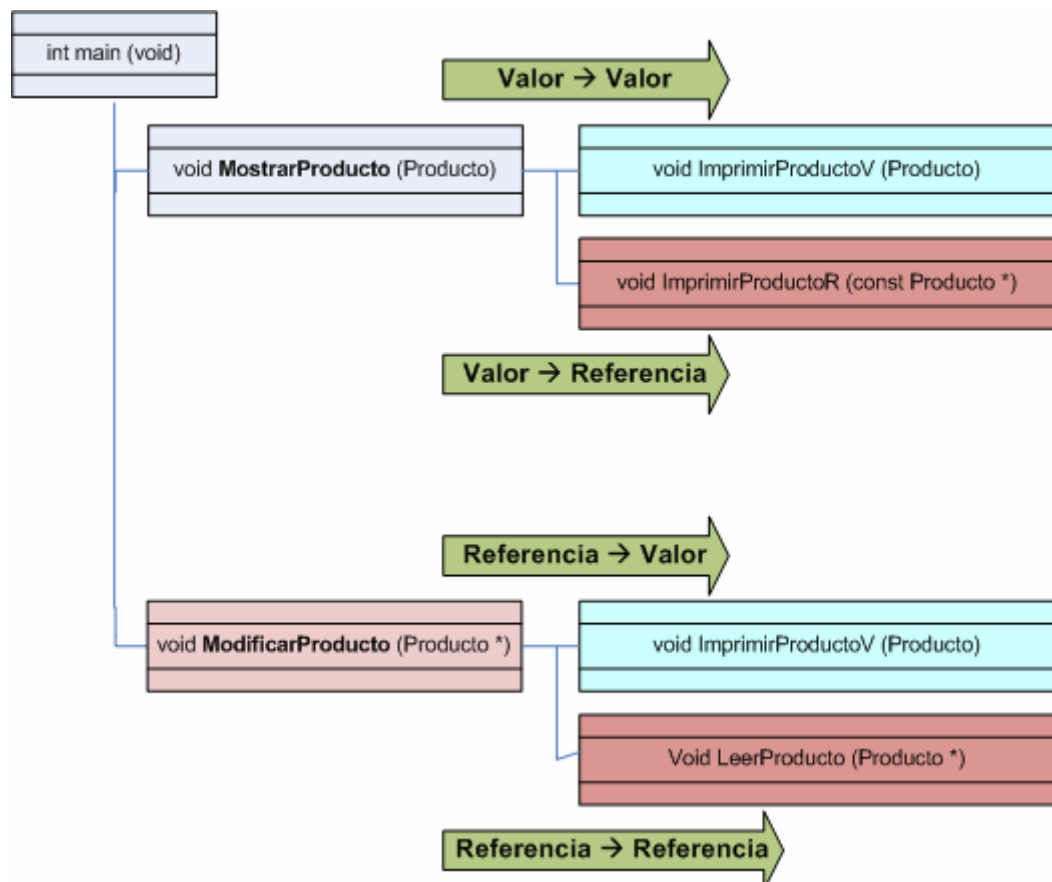 int main (void)
Valor → Valor
void MostrarProducto (Producto)
void ImprimirProductoV (Producto)
void ImprimirProductoR (const Producto *)
Valor → Referencia
Referencia → Valor
void ModificarProducto (Producto *)
void ImprimirProductoV (Producto)
Void LeerProducto (Producto *)
Referencia → Referencia